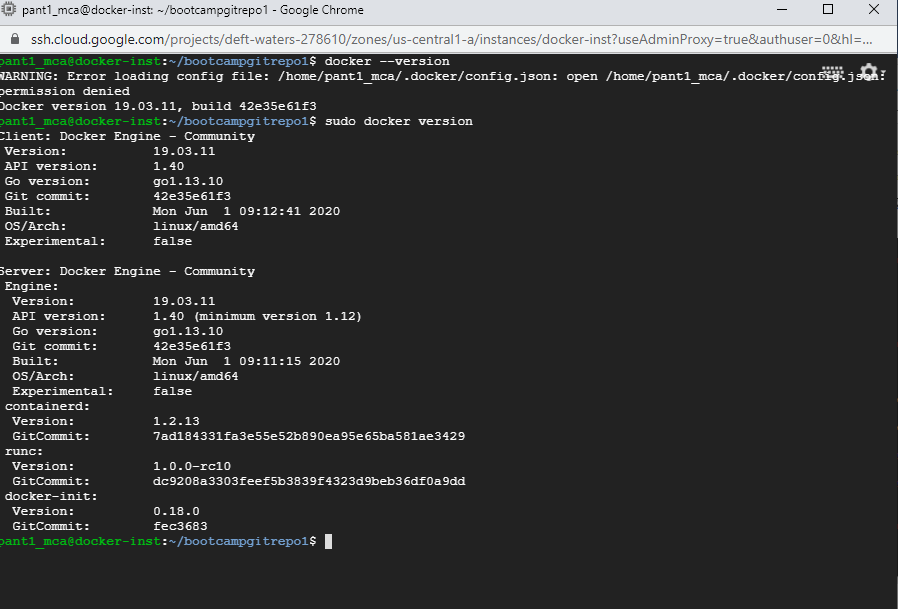 pant1_mca@docker-inst: ~/bootcampgitrepo1 - Google Chrome
ssh.cloud.google.com/projects/deft-waters-278610/zones/us-central1-a/instances/docker-inst?useAdminProxy=true&authuser=0&hl=...
pant1_mca@docker-inst:~/bootcampgitrepo1$ docker --version
WARNING: Error loading config file: /home/pant1_mca/.docker/config.json: open /home/pant1_mca/.docker/config.json:
permission denied
Docker version 19.03.11, build 42e35e61f3
pant1_mca@docker-inst:~/bootcampgitrepo1$ sudo docker version
Client: Docker Engine - Community
Version: 19.03.11
API version: 1.40
Go version: go1.13.10
Git commit: 42e35e61f3
Built: Mon Jun  1 09:12:41 2020
OS/Arch: linux/amd64
Experimental: false
Server: Docker Engine - Community
Engine:
Version: 19.03.11
API version: 1.40 (minimum version 1.12)
Go version: go1.13.10
Git commit: 42e35e61f3
Built: Mon Jun  1 09:11:15 2020
OS/Arch: linux/amd64
Experimental: false
containerd:
Version: 1.2.13
GitCommit: 7ad184331fa3e55e52b890ea95e65ba581ae3429
runc:
Version: 1.0.0-rc10
GitCommit: dc9208a3303feef5b3839f4323d9beb36df0a9dd
docker-init:
Version: 0.18.0
GitCommit: fec3683
pant1_mca@docker-inst:~/bootcampgitrepo1$